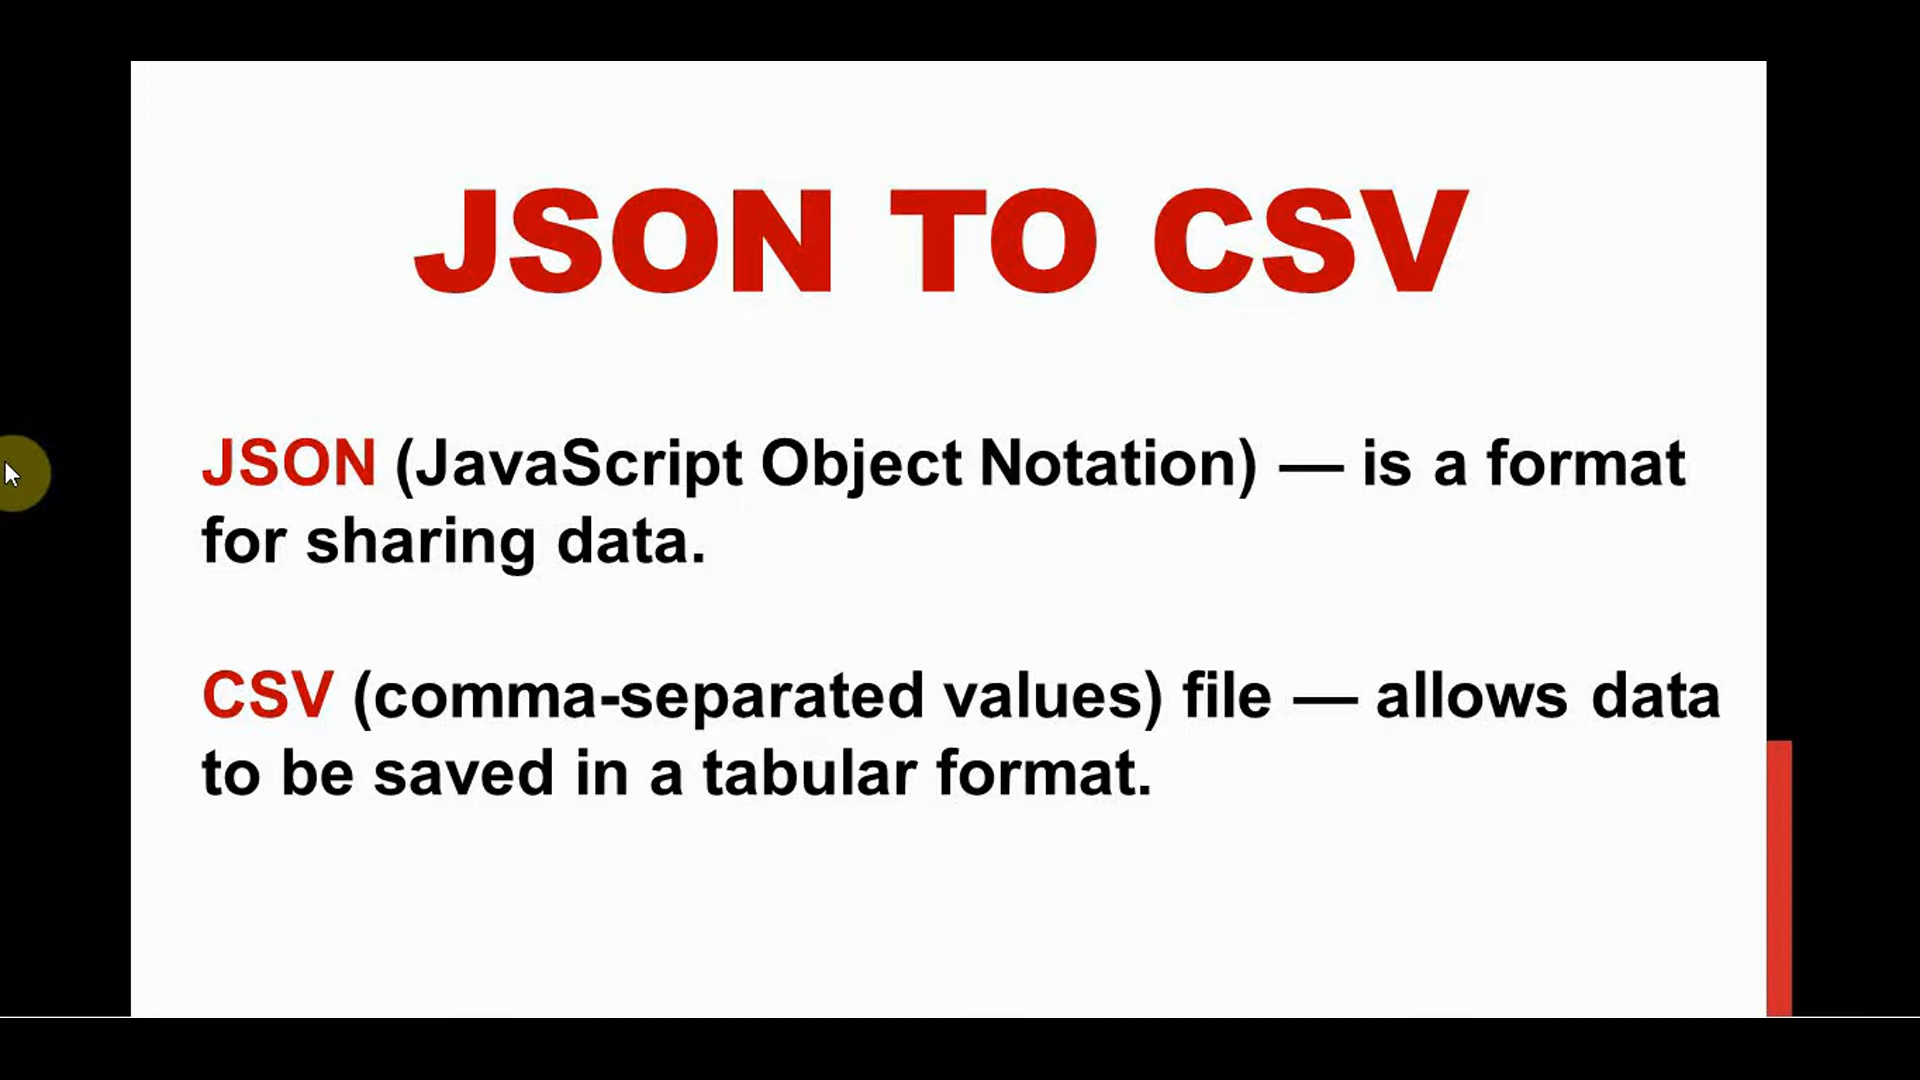 JSON TO CSV
JSON (JavaScript Object Notation) — is a format
for sharing data.
CSV (comma-separated values) file — allows data
to be saved in a tabular format.